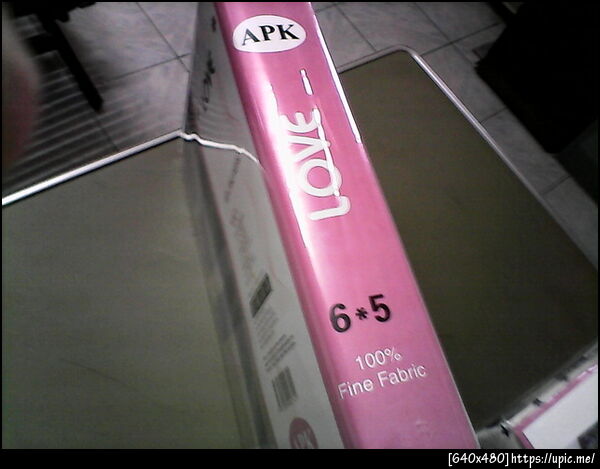 APK
LOVE
6*5
100%
Fine Fabric
[640x480]https://upic.me/